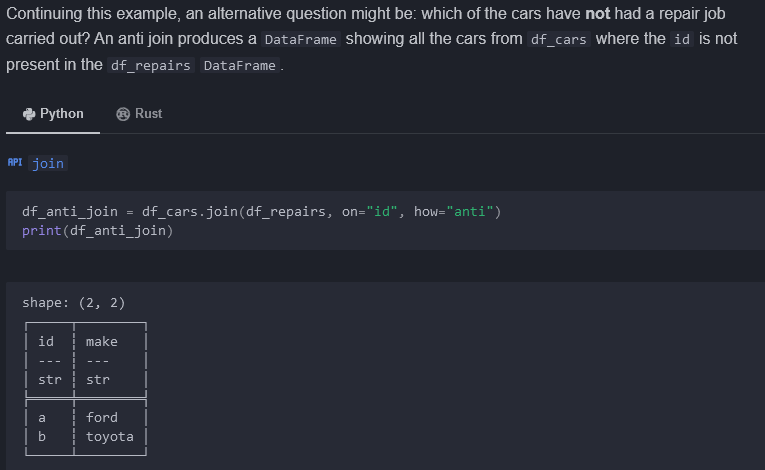 Continuing this example, an alternative question might be: which of the cars have not had a repair job
carried out? An anti join produces a DataFrame showing all the cars from df_cars where the id is not
present in the df_repairs DataFrame.
Python Rust
API join
df_anti_join = df_cars.join(df_repairs, on="id", how="anti")
print(df_anti_join)
shape: (2, 2)
id ┆ make
--- ┆ ---
str ┆ str
a ┆ ford
b ┆ toyota